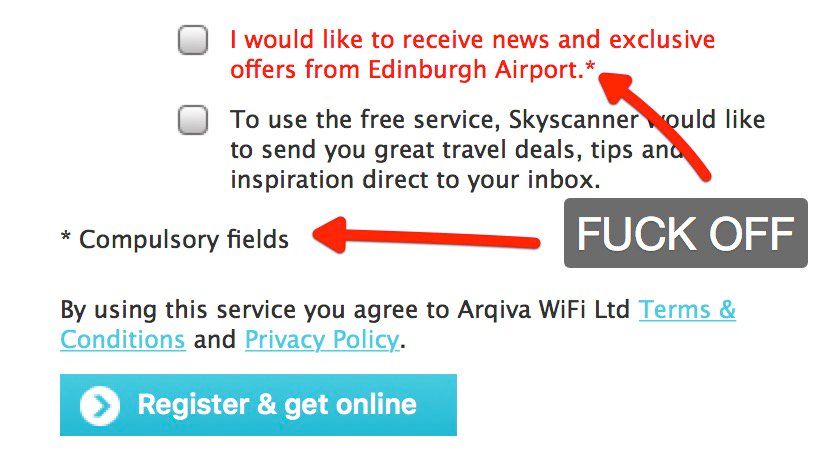 I would like to receive news and exclusive
offers from Edinburgh Airport.*
To use the free service, Skyscanner would like
to send you great travel deals, tips and
inspiration direct to your inbox.
* Compulsory fields
FUCK OFF
By using this service you agree to Arqiva WiFi Ltd Terms &
Conditions and Privacy Policy.
Register & get online